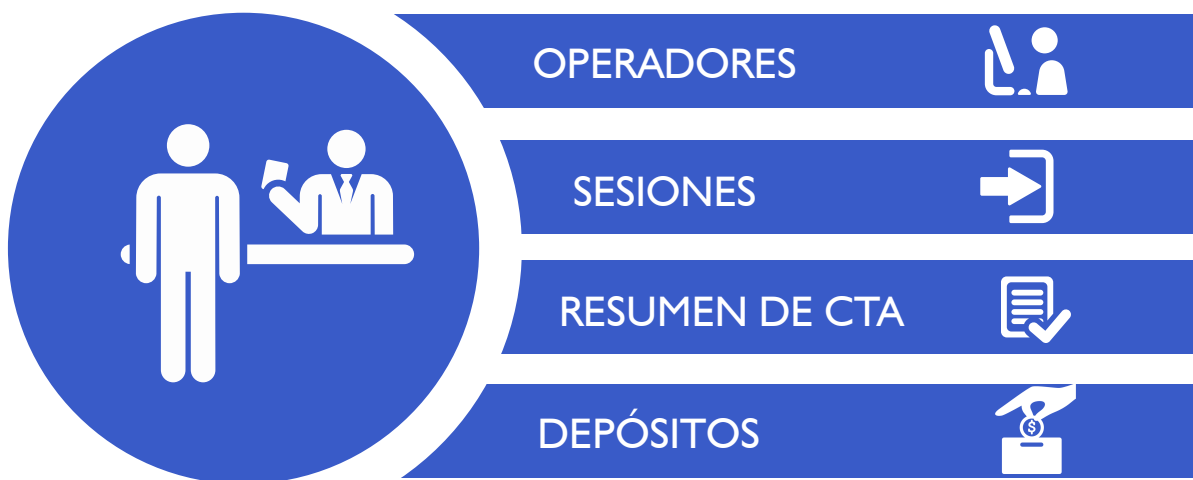 OPERADORES
SESIONES
RESUMEN DE CTA
DEPÓSITOS
$